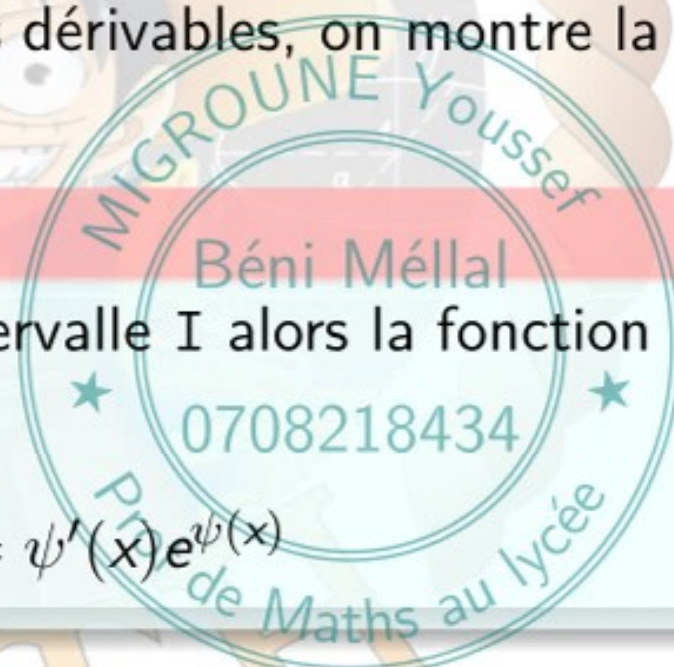 s dérivables, on montre la
MIGROUNE Youssef
Béni Méllal
ervalle I alors la fonction
★ 0708218434 ★
= ψ′(x)e^ψ(x)
Prof de Maths au lycée